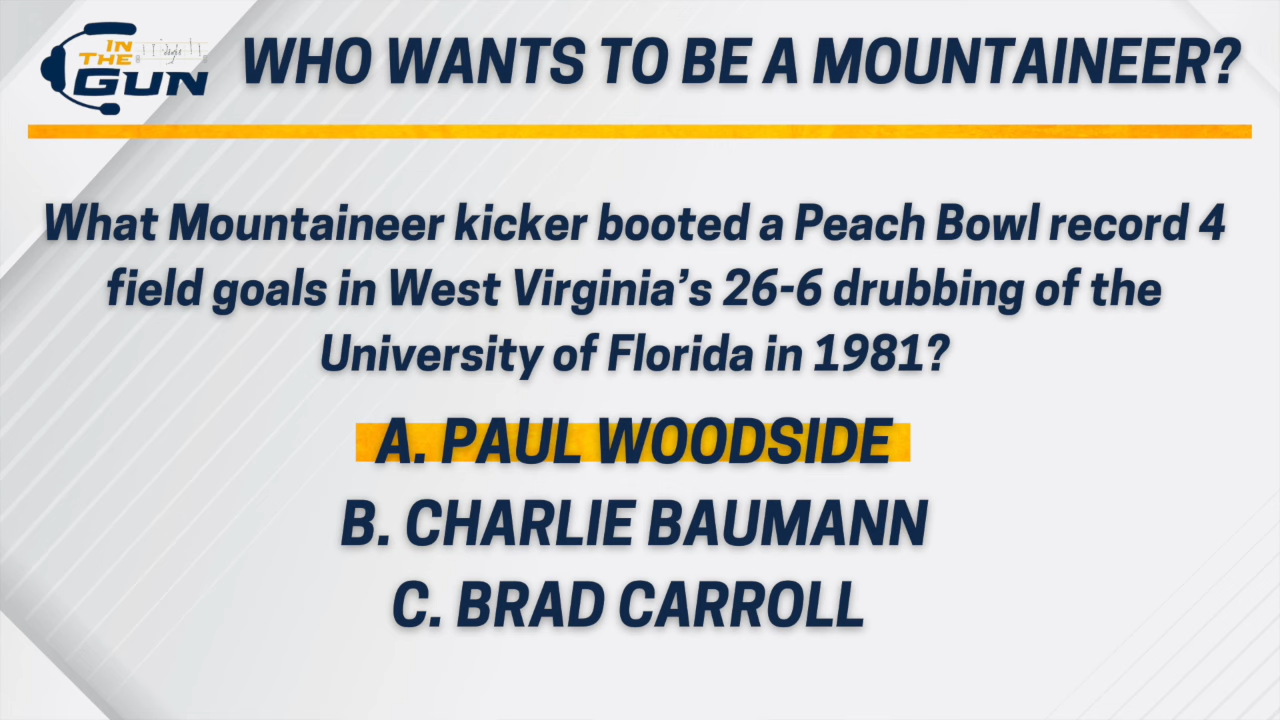 IN
THE
GUN
WHO WANTS TO BE A MOUNTAINEER?
What Mountaineer kicker booted a Peach Bowl record 4
field goals in West Virginia’s 26-6 drubbing of the
University of Florida in 1981?
A. PAUL WOODSIDE
B. CHARLIE BAUMANN
C. BRAD CARROLL